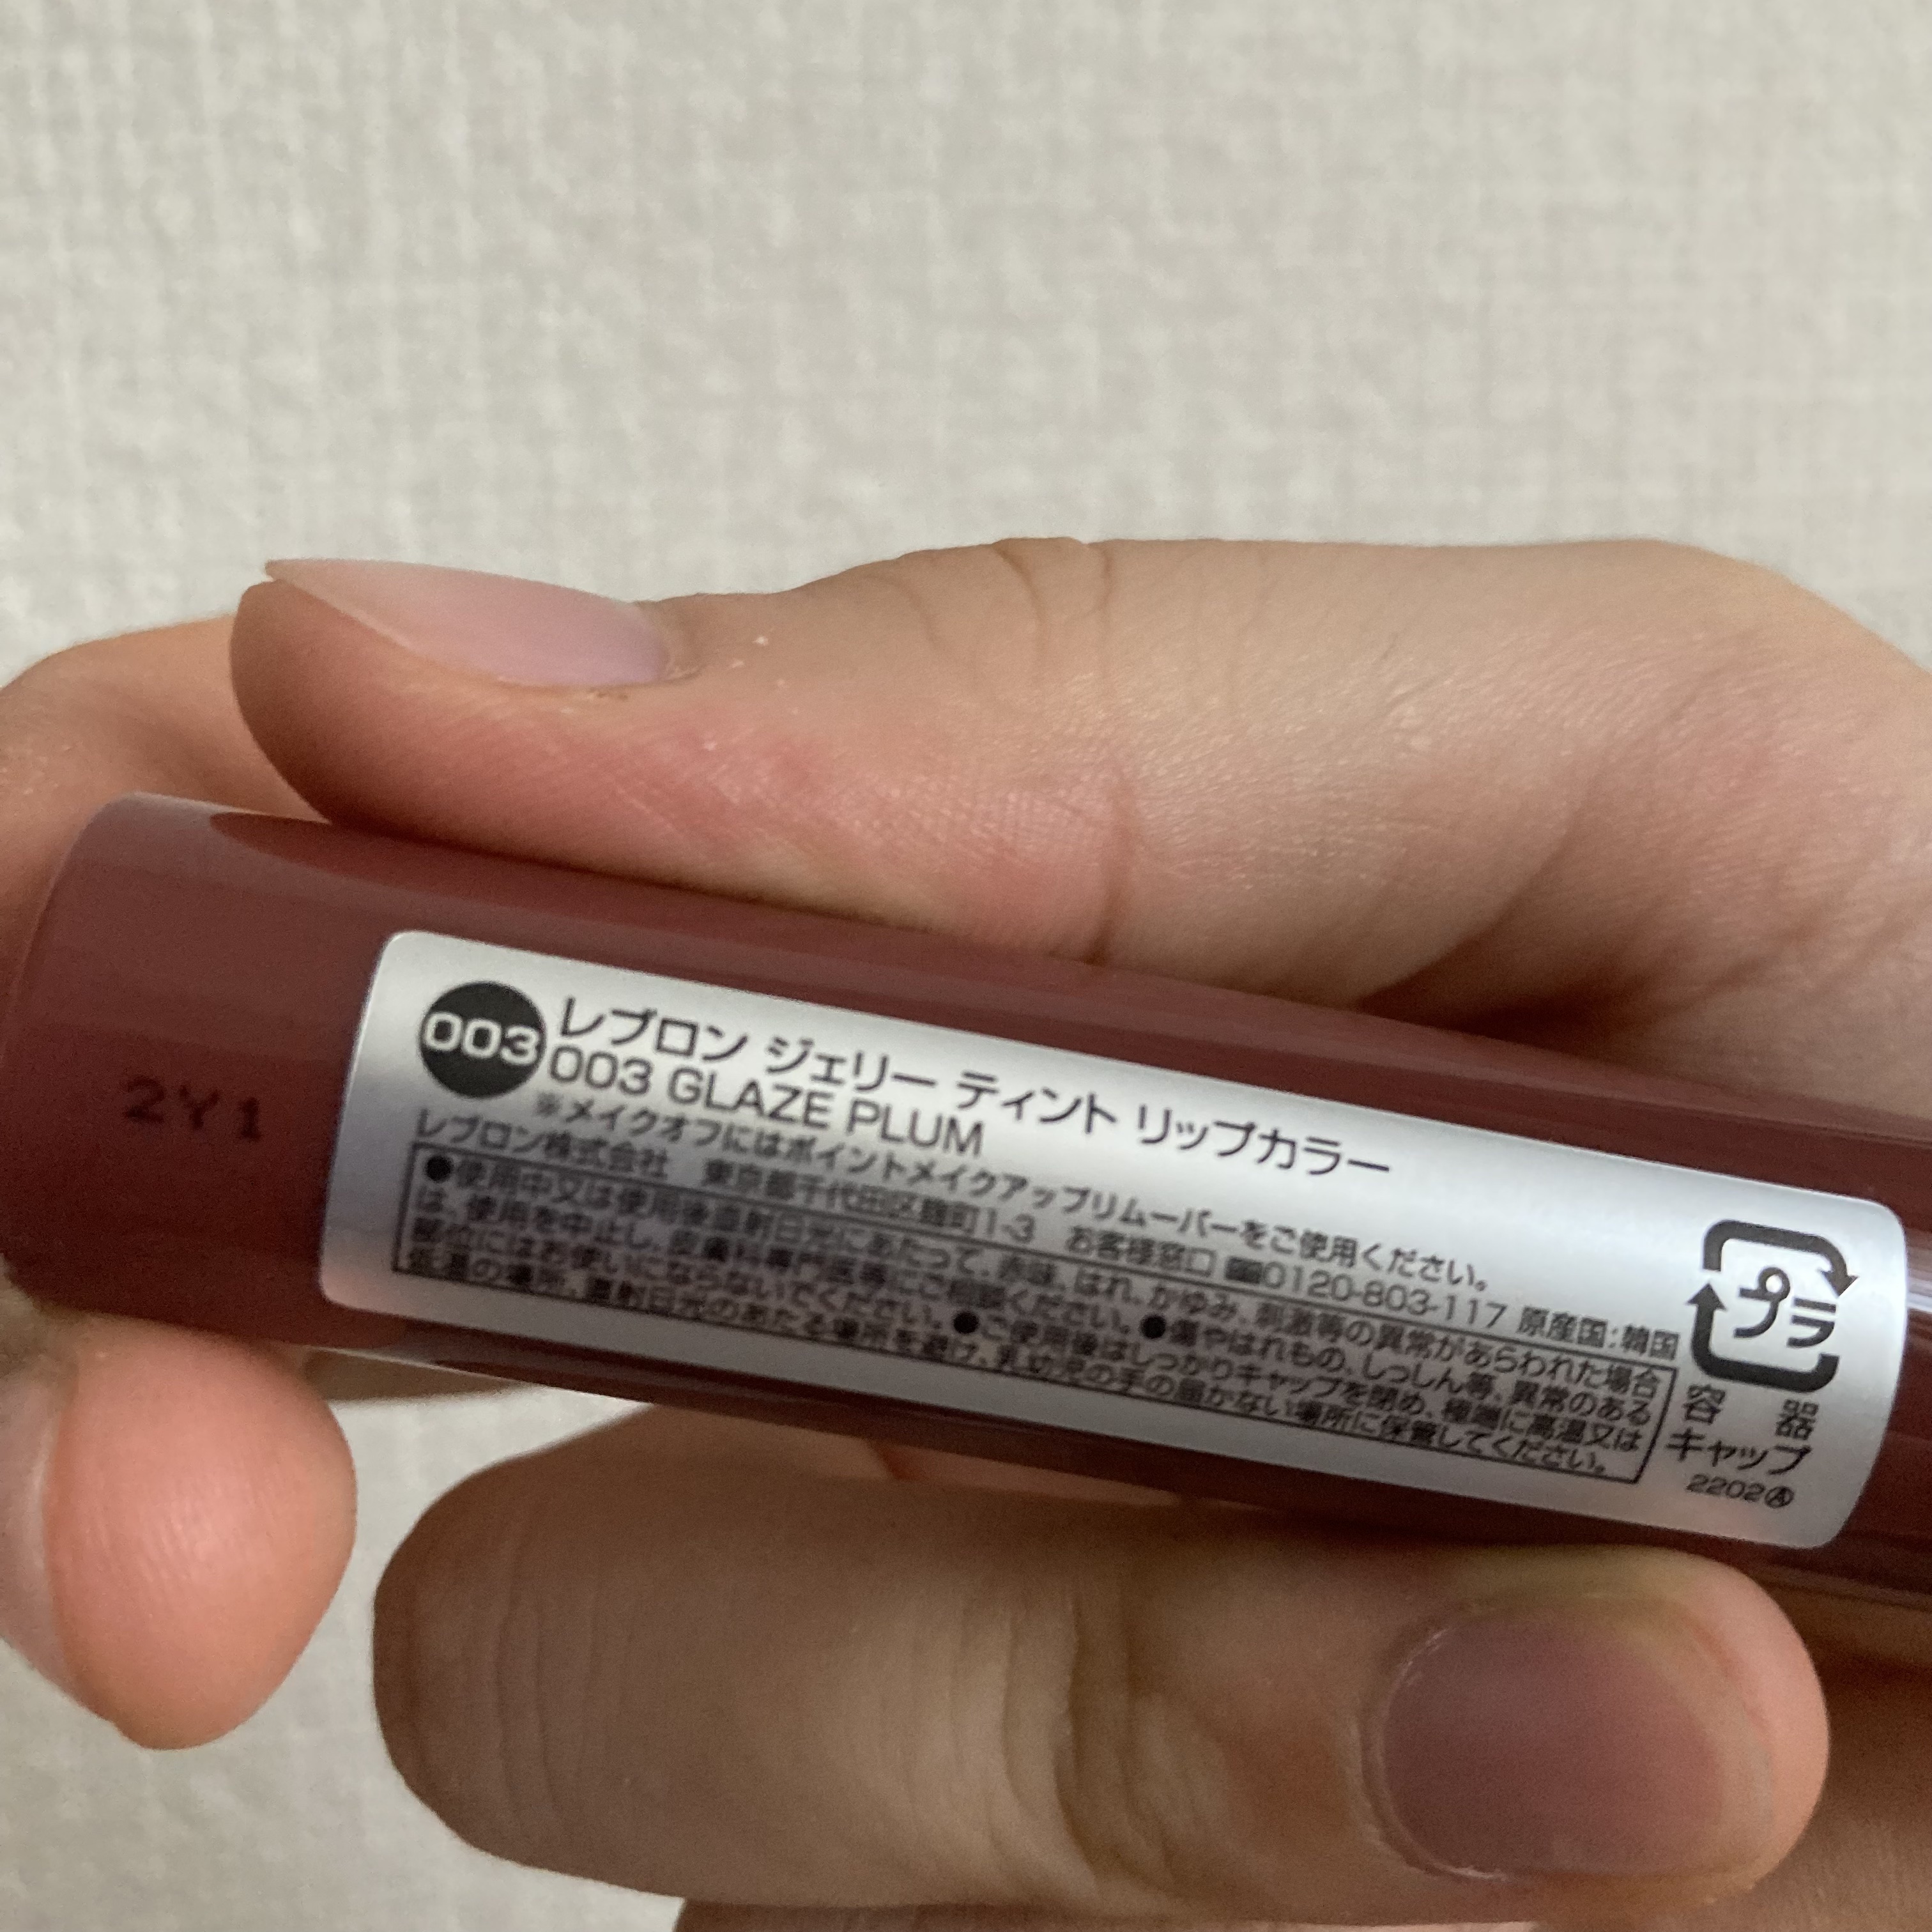 2Y1
003
レブロン ジェリー ティント リップカラー
003 GLAZE PLUM
※メイクオフにはポイントメイクアップリムーバーをご使用ください。
レブロン株式会社 東京都千代田区麹町1-3 お客様窓口 ☎0120-803-117 原産国:韓国
●使用中又は使用後直射日光にあたって、赤味、はれ、かゆみ、刺激等の異常があらわれた場合
は、使用を中止し、皮膚科専門医等にご相談ください。●傷やはれもの、しっしん等、異常のある
部位にはお使いにならないでください。●ご使用後はしっかりキャップを閉め、極端に高温又は
低温の場所、直射日光のあたる場所を避け、乳幼児の手の届かない場所に保管してください。
プラ
容器
キャップ
2202Ⓐ